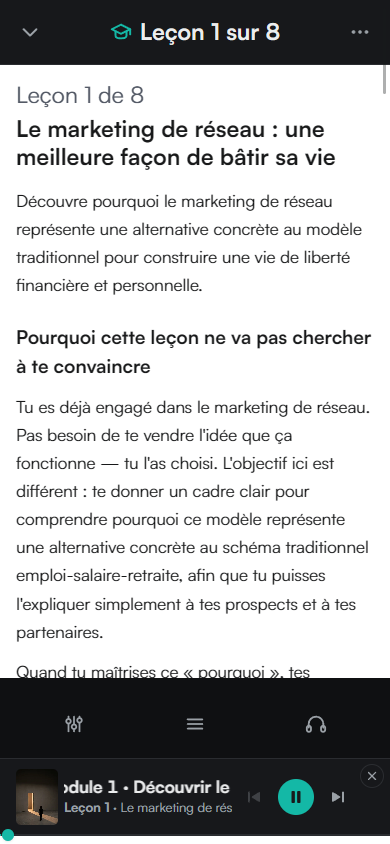 Leçon 1 sur 8
Leçon 1 de 8
Le marketing de réseau : une
meilleure façon de bâtir sa vie
Découvre pourquoi le marketing de réseau
représente une alternative concrète au modèle
traditionnel pour construire une vie de liberté
financière et personnelle.
Pourquoi cette leçon ne va pas chercher
à te convaincre
Tu es déjà engagé dans le marketing de réseau.
Pas besoin de te vendre l'idée que ça
fonctionne — tu l'as choisi. L'objectif ici est
différent : te donner un cadre clair pour
comprendre pourquoi ce modèle représente
une alternative concrète au schéma traditionnel
emploi-salaire-retraite, afin que tu puisses
l'expliquer simplement à tes prospects et à tes
partenaires.
Quand tu maîtrises ce « pourquoi », tes
odule 1 · Découvrir le
Leçon 1 · Le marketing de rés